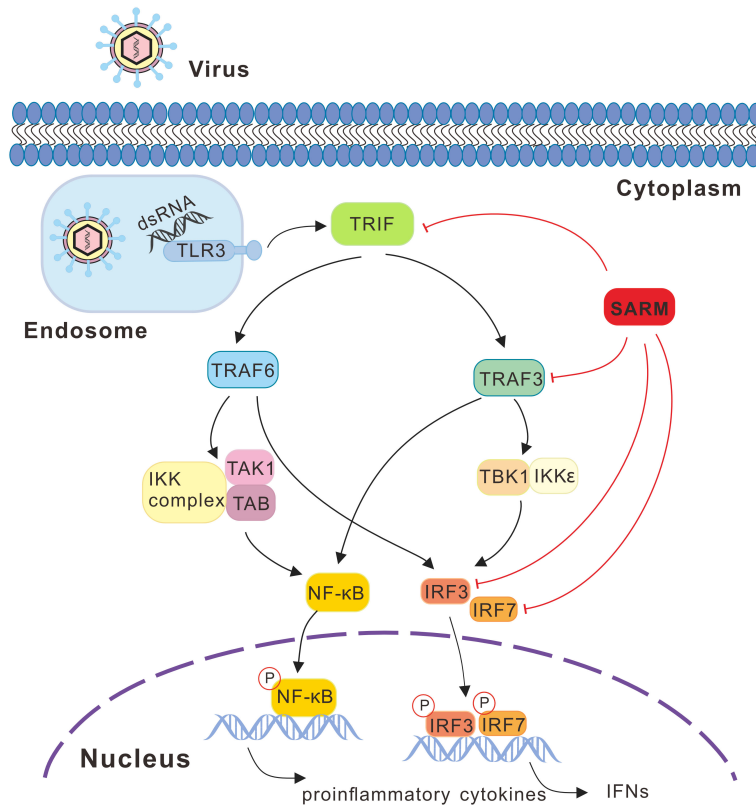 Virus
Cytoplasm
dsRNA
TLR3
TRIF
Endosome
SARM
TRAF6
TRAF3
IKK
complex
TAK1
TAB
TBK1
IKKε
NF-κB
IRF3
IRF7
P
NF-κB
P
IRF3
P
IRF7
Nucleus
proinflammatory cytokines
IFNs